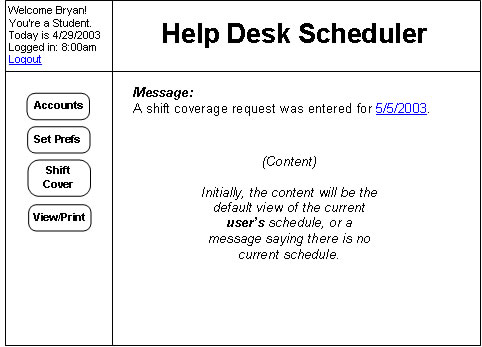 Welcome Bryan!
You're a Student.
Today is 4/29/2003
Logged in: 8:00am
Logout
Help Desk Scheduler
Accounts
Set Prefs
Shift
Cover
View/Print
Message:
A shift coverage request was entered for 5/5/2003.
(Content)
Initially, the content will be the
default view of the current
user's schedule, or a
message saying there is no
current schedule.